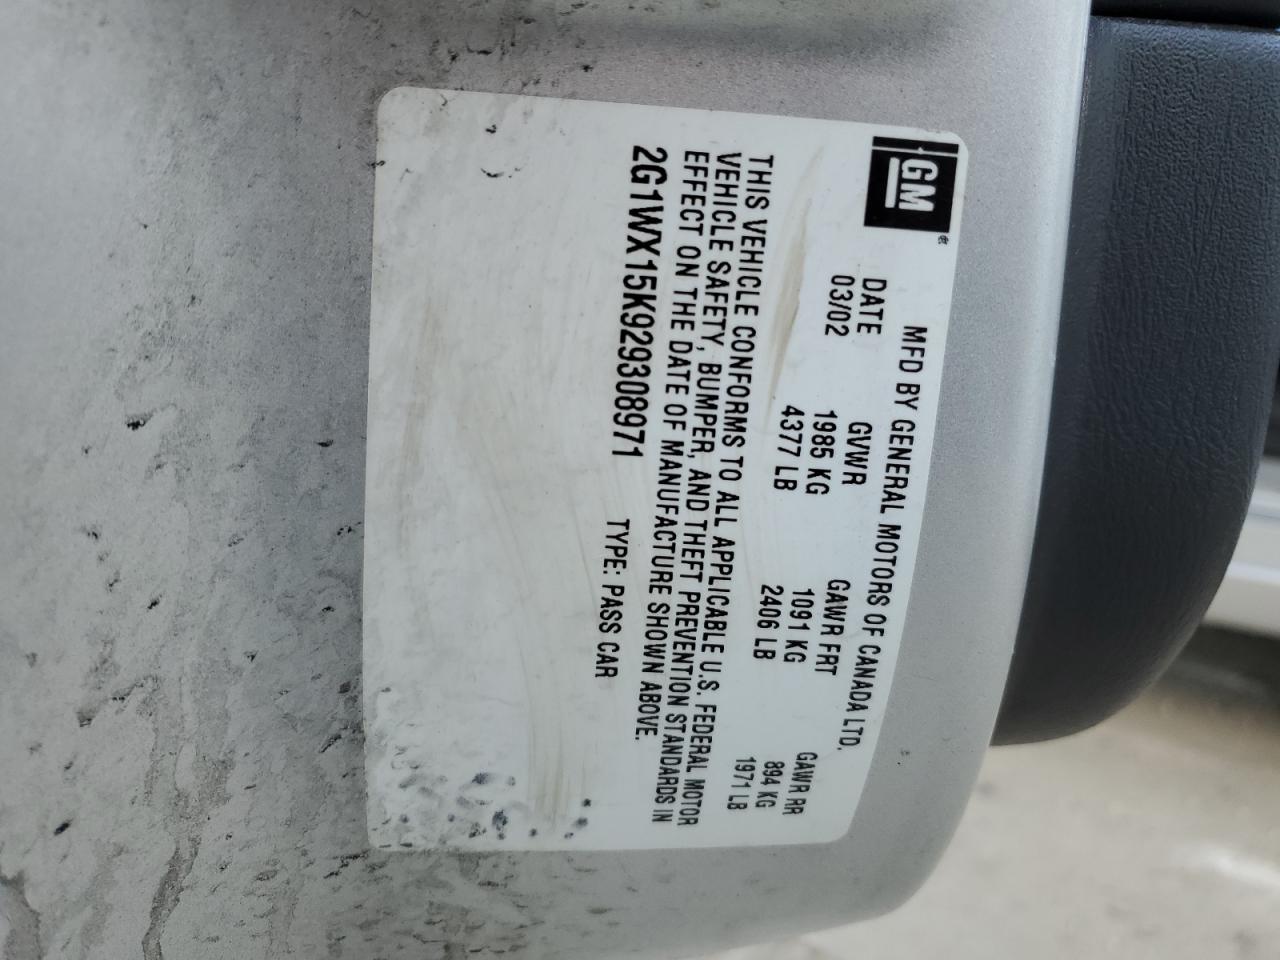 GM
MFD BY GENERAL MOTORS OF CANADA LTD.
DATE GVWR GAWR FRT GAWR RR
03/02 1985 KG 1091 KG 894 KG
4377 LB 2406 LB 1971 LB
THIS VEHICLE CONFORMS TO ALL APPLICABLE U.S. FEDERAL MOTOR
VEHICLE SAFETY, BUMPER, AND THEFT PREVENTION STANDARDS IN
EFFECT ON THE DATE OF MANUFACTURE SHOWN ABOVE.
2G1WX15K929308971 TYPE: PASS CAR